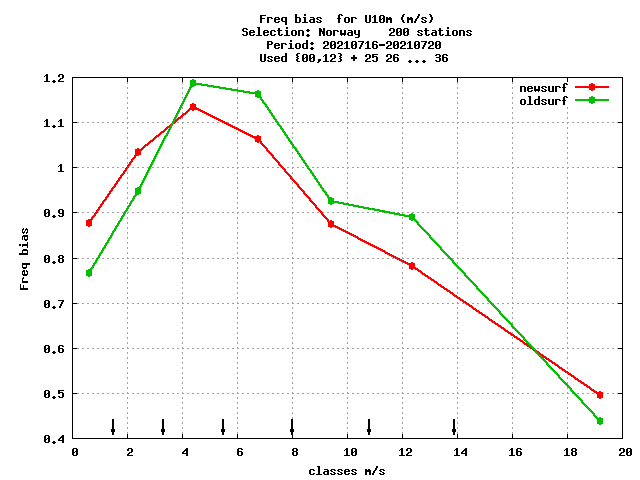 Freq bias  for U10m (m/s)
Selection: Norway    200 stations
Period: 20210716-20210720
Used {00,12} + 25 26 ... 36
newsurf
oldsurf
1.2
1.1
1
0.9
0.8
0.7
0.6
0.5
0.4
Freq bias
0 2 4 6 8 10 12 14 16 18 20
classes m/s